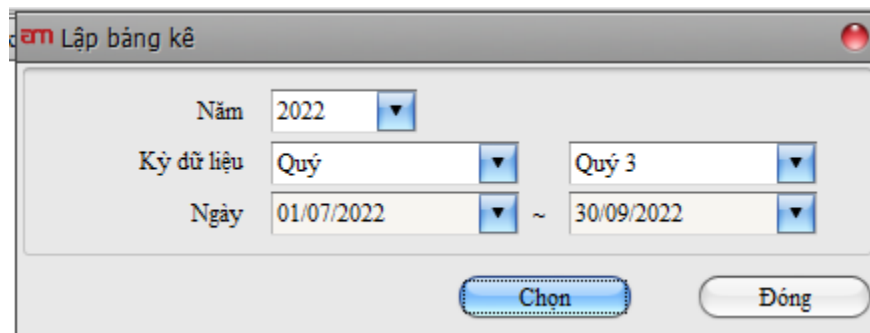 am Lập bảng kê
Năm 2022
Kỳ dữ liệu Quý Quý 3
Ngày 01/07/2022 ~ 30/09/2022
Chọn Đóng